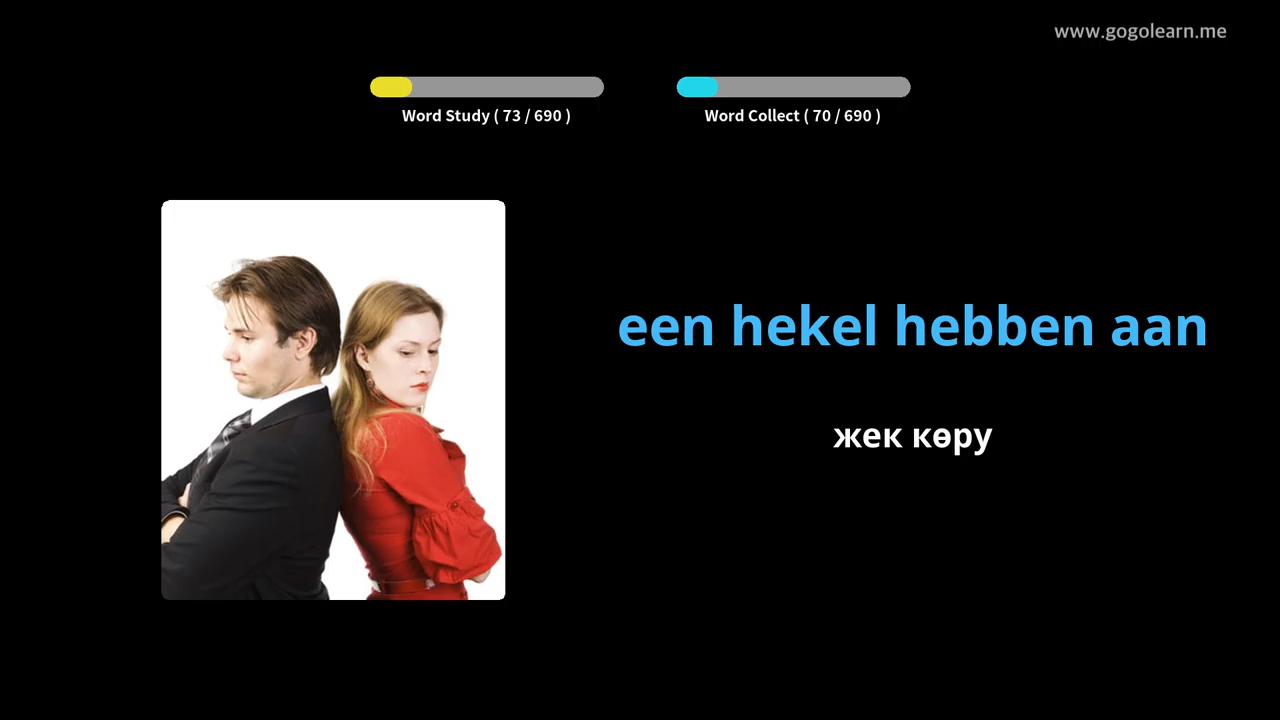 www.gogolearn.me
Word Study ( 73 / 690 )
Word Collect ( 70 / 690 )
een hekel hebben aan
жек көру